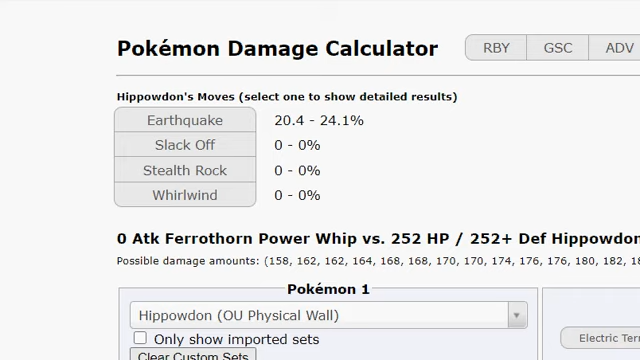 Pokémon Damage Calculator
RBY GSC ADV
Hippowdon's Moves (select one to show detailed results)
Earthquake 20.4 - 24.1%
Slack Off 0 - 0%
Stealth Rock 0 - 0%
Whirlwind 0 - 0%
0 Atk Ferrothorn Power Whip vs. 252 HP / 252+ Def Hippowdon
Possible damage amounts: (158, 162, 162, 164, 168, 168, 170, 170, 174, 176, 176, 180, 182,
Pokémon 1
Hippowdon (OU Physical Wall)
Only show imported sets
Clear Custom Sets
Electric